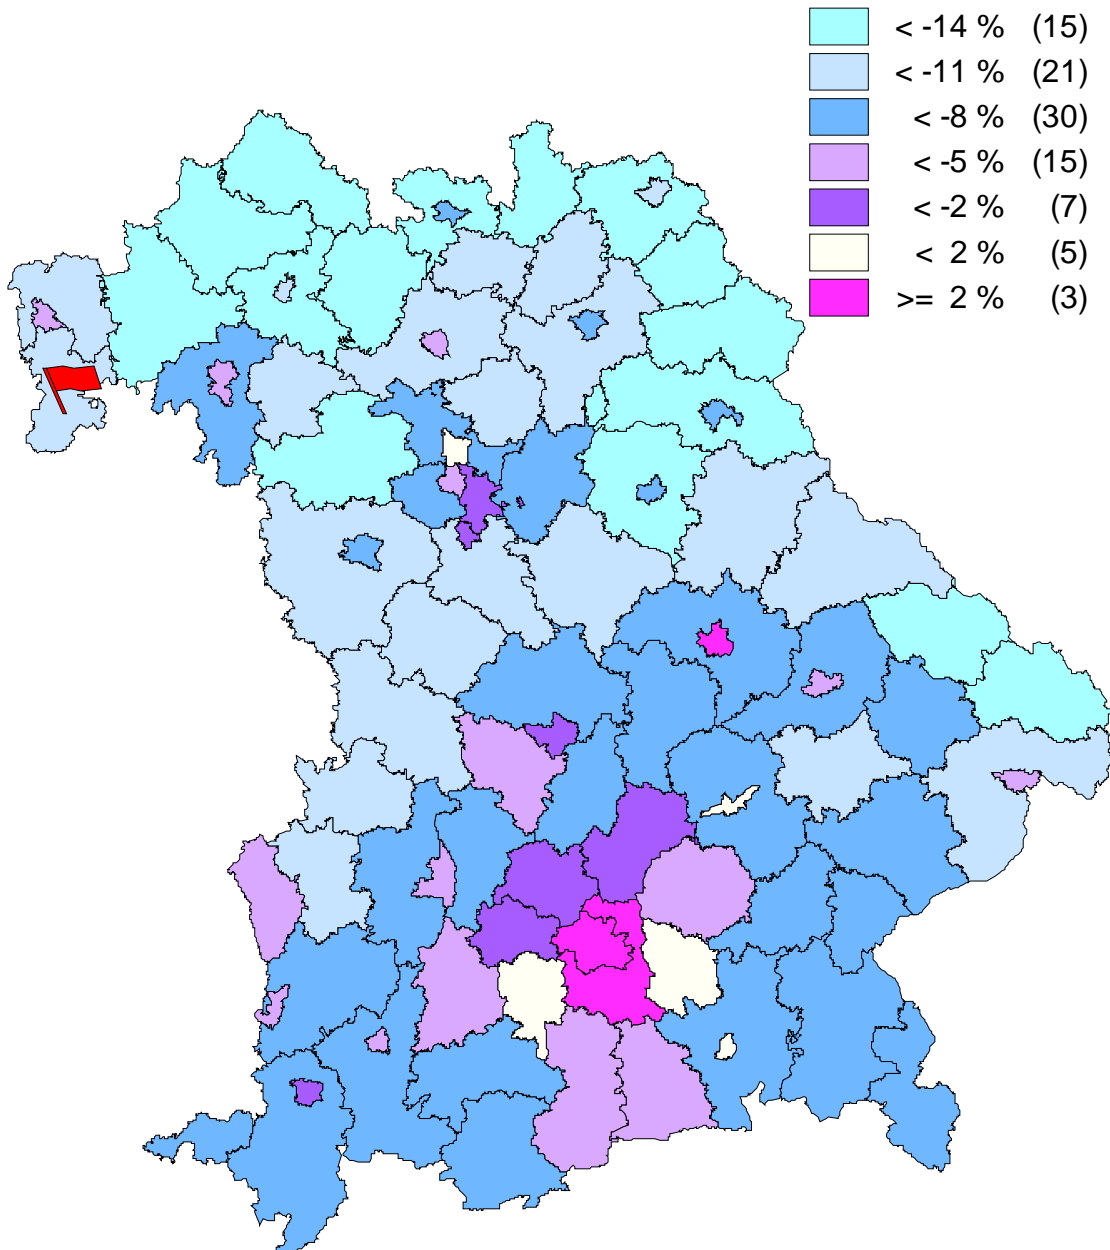 < -14 % (15)
< -11 % (21)
< -8 % (30)
< -5 % (15)
< -2 % (7)
< 2 % (5)
>= 2 % (3)